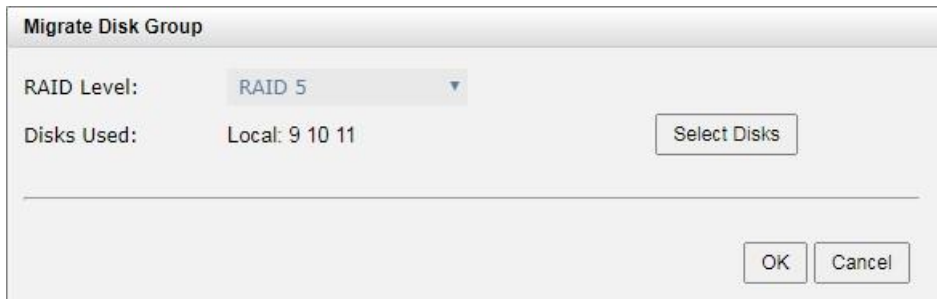 Migrate Disk Group
RAID Level: RAID 5
Disks Used: Local: 9 10 11 Select Disks
OK Cancel